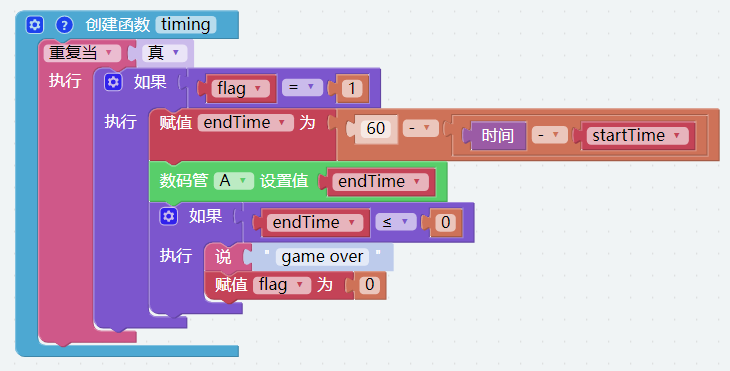 ? 创建函数 timing
重复当 真
执行 如果 flag = 1
执行 赋值 endTime 为 60 - 时间 - startTime
数码管 A 设置值 endTime
如果 endTime ≤ 0
执行 说 " game over "
赋值 flag 为 0